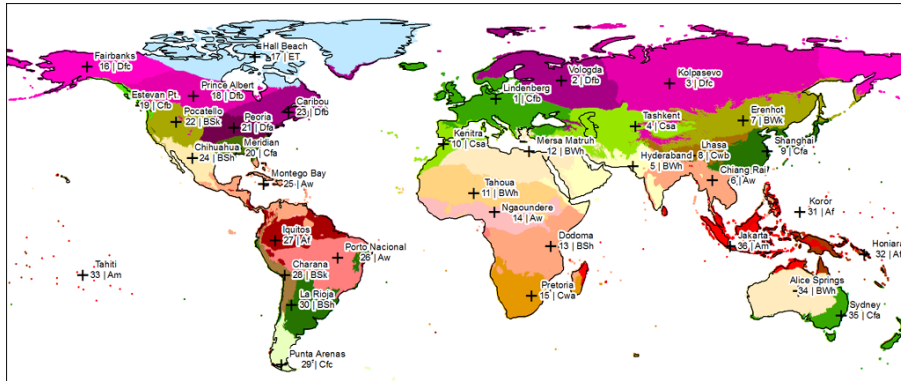 Fairbanks
16 | Dfc
Hall Beach
17 | ET
Prince Albert
18 | Dfb
Estevan Pt.
19 | Cfb
Pocatello
22 | BSk
Peoria
21 | Dfa
Caribou
23 | Dfb
Meridian
20 | Cfa
Chihuahua
24 | BSh
Montego Bay
25 | Aw
Iquitos
27 | Af
Porto Nacional
26 | Aw
Charana
28 | BSk
La Rioja
30 | BSh
Punta Arenas
29 | Cfc
Tahiti
33 | Am
Lindenberg
1 | Cfb
Vologda
2 | Dfb
Kolpasevo
3 | Dfc
Tashkent
4 | Csa
Erenhot
7 | BWk
Kenitra
10 | Csa
Mersa Matruh
12 | BWh
Hyderaband
5 | BWh
Lhasa
8 | Cwb
Shanghai
9 | Cfa
Chiang Rai
6 | Aw
Tahoua
11 | BWh
Ngaoundere
14 | Aw
Dodoma
13 | BSh
Pretoria
15 | Cwa
Koror
31 | Af
Jakarta
36 | Am
Honiara
32 | Af
Alice Springs
34 | BWh
Sydney
35 | Cfa